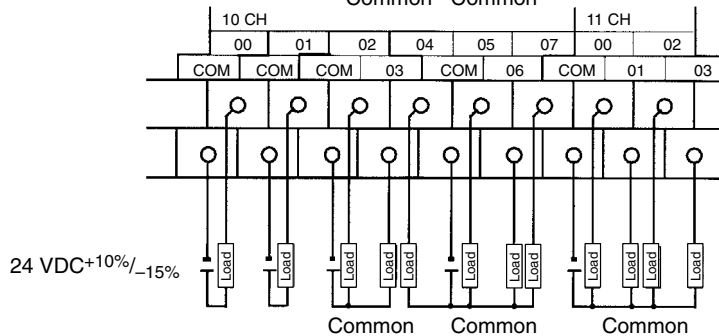 Common Common
10 CH 11 CH
00 01 02 04 05 07 00 02
COM COM COM 03 COM 06 COM 01 03
24 VDC+10%/–15%
Load Load Load Load Load Load Load Load Load Load Load Load
Common Common Common